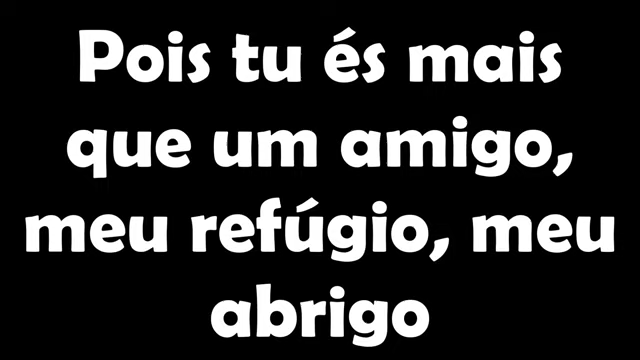 Pois tu és mais
que um amigo,
meu refúgio, meu
abrigo